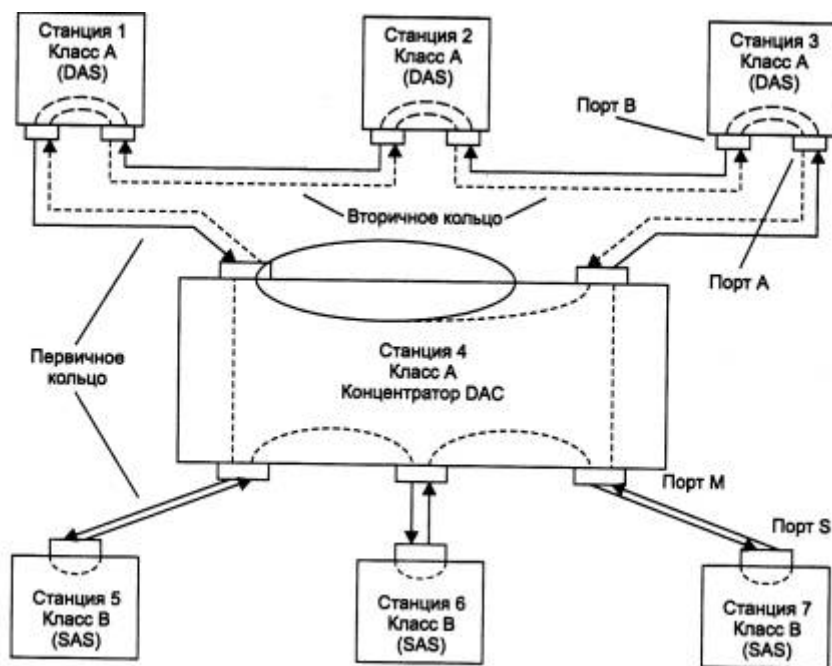 Станция 1
Класс А
(DAS)
Станция 2
Класс А
(DAS)
Станция 3
Класс А
(DAS)
Порт В
Вторичное кольцо
Порт А
Первичное
кольцо
Станция 4
Класс А
Концентратор DAC
Порт М
Порт S
Станция 5
Класс В
(SAS)
Станция 6
Класс В
(SAS)
Станция 7
Класс В
(SAS)